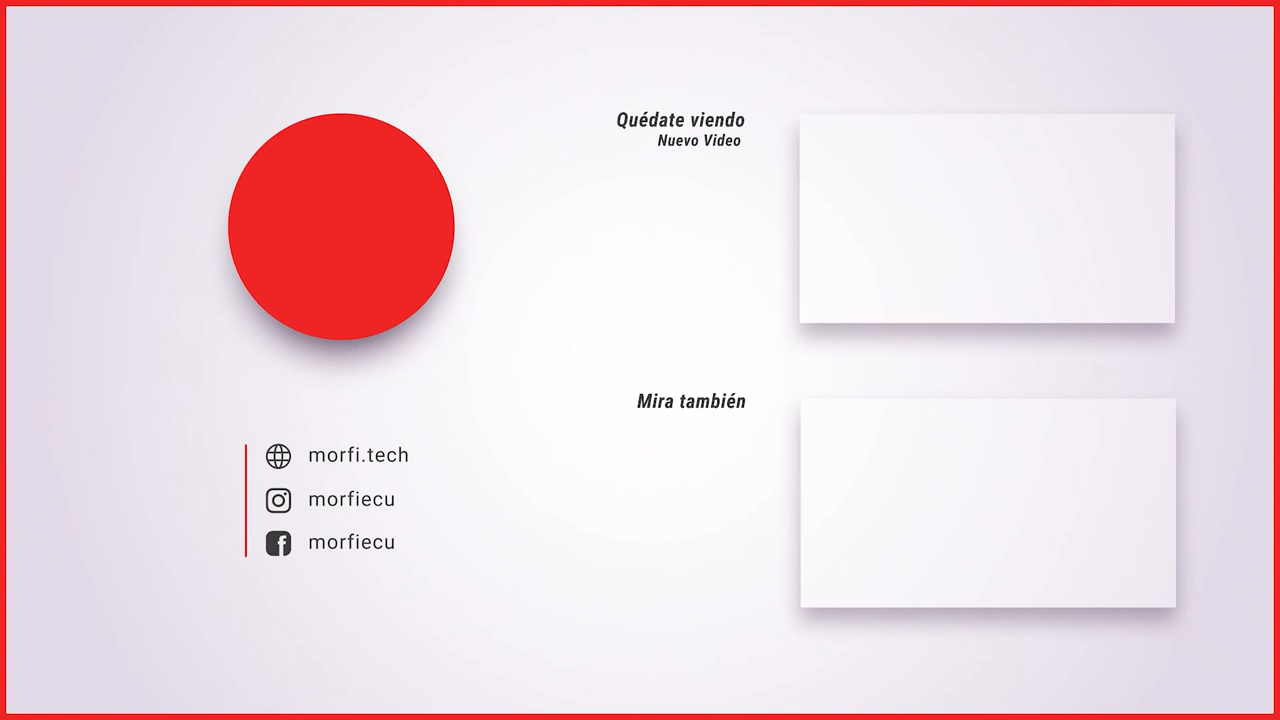 Quédate viendo
Nuevo Video
Mira también
morfi.tech
morfiecu
morfiecu